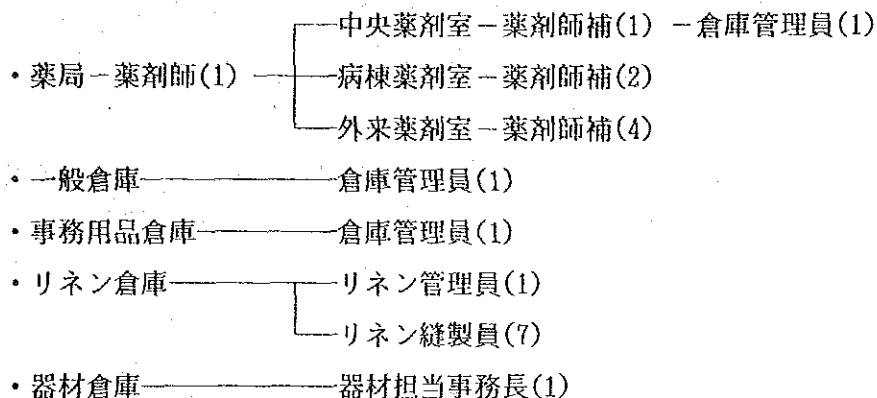 中央薬剤室－薬剤師補(1) －倉庫管理員(1)
・薬局－薬剤師(1) 病棟薬剤室－薬剤師補(2)
外来薬剤室－薬剤師補(4)
・一般倉庫 倉庫管理員(1)
・事務用品倉庫 倉庫管理員(1)
・リネン倉庫 リネン管理員(1)
リネン縫製員(7)
・器材倉庫 器材担当事務長(1)